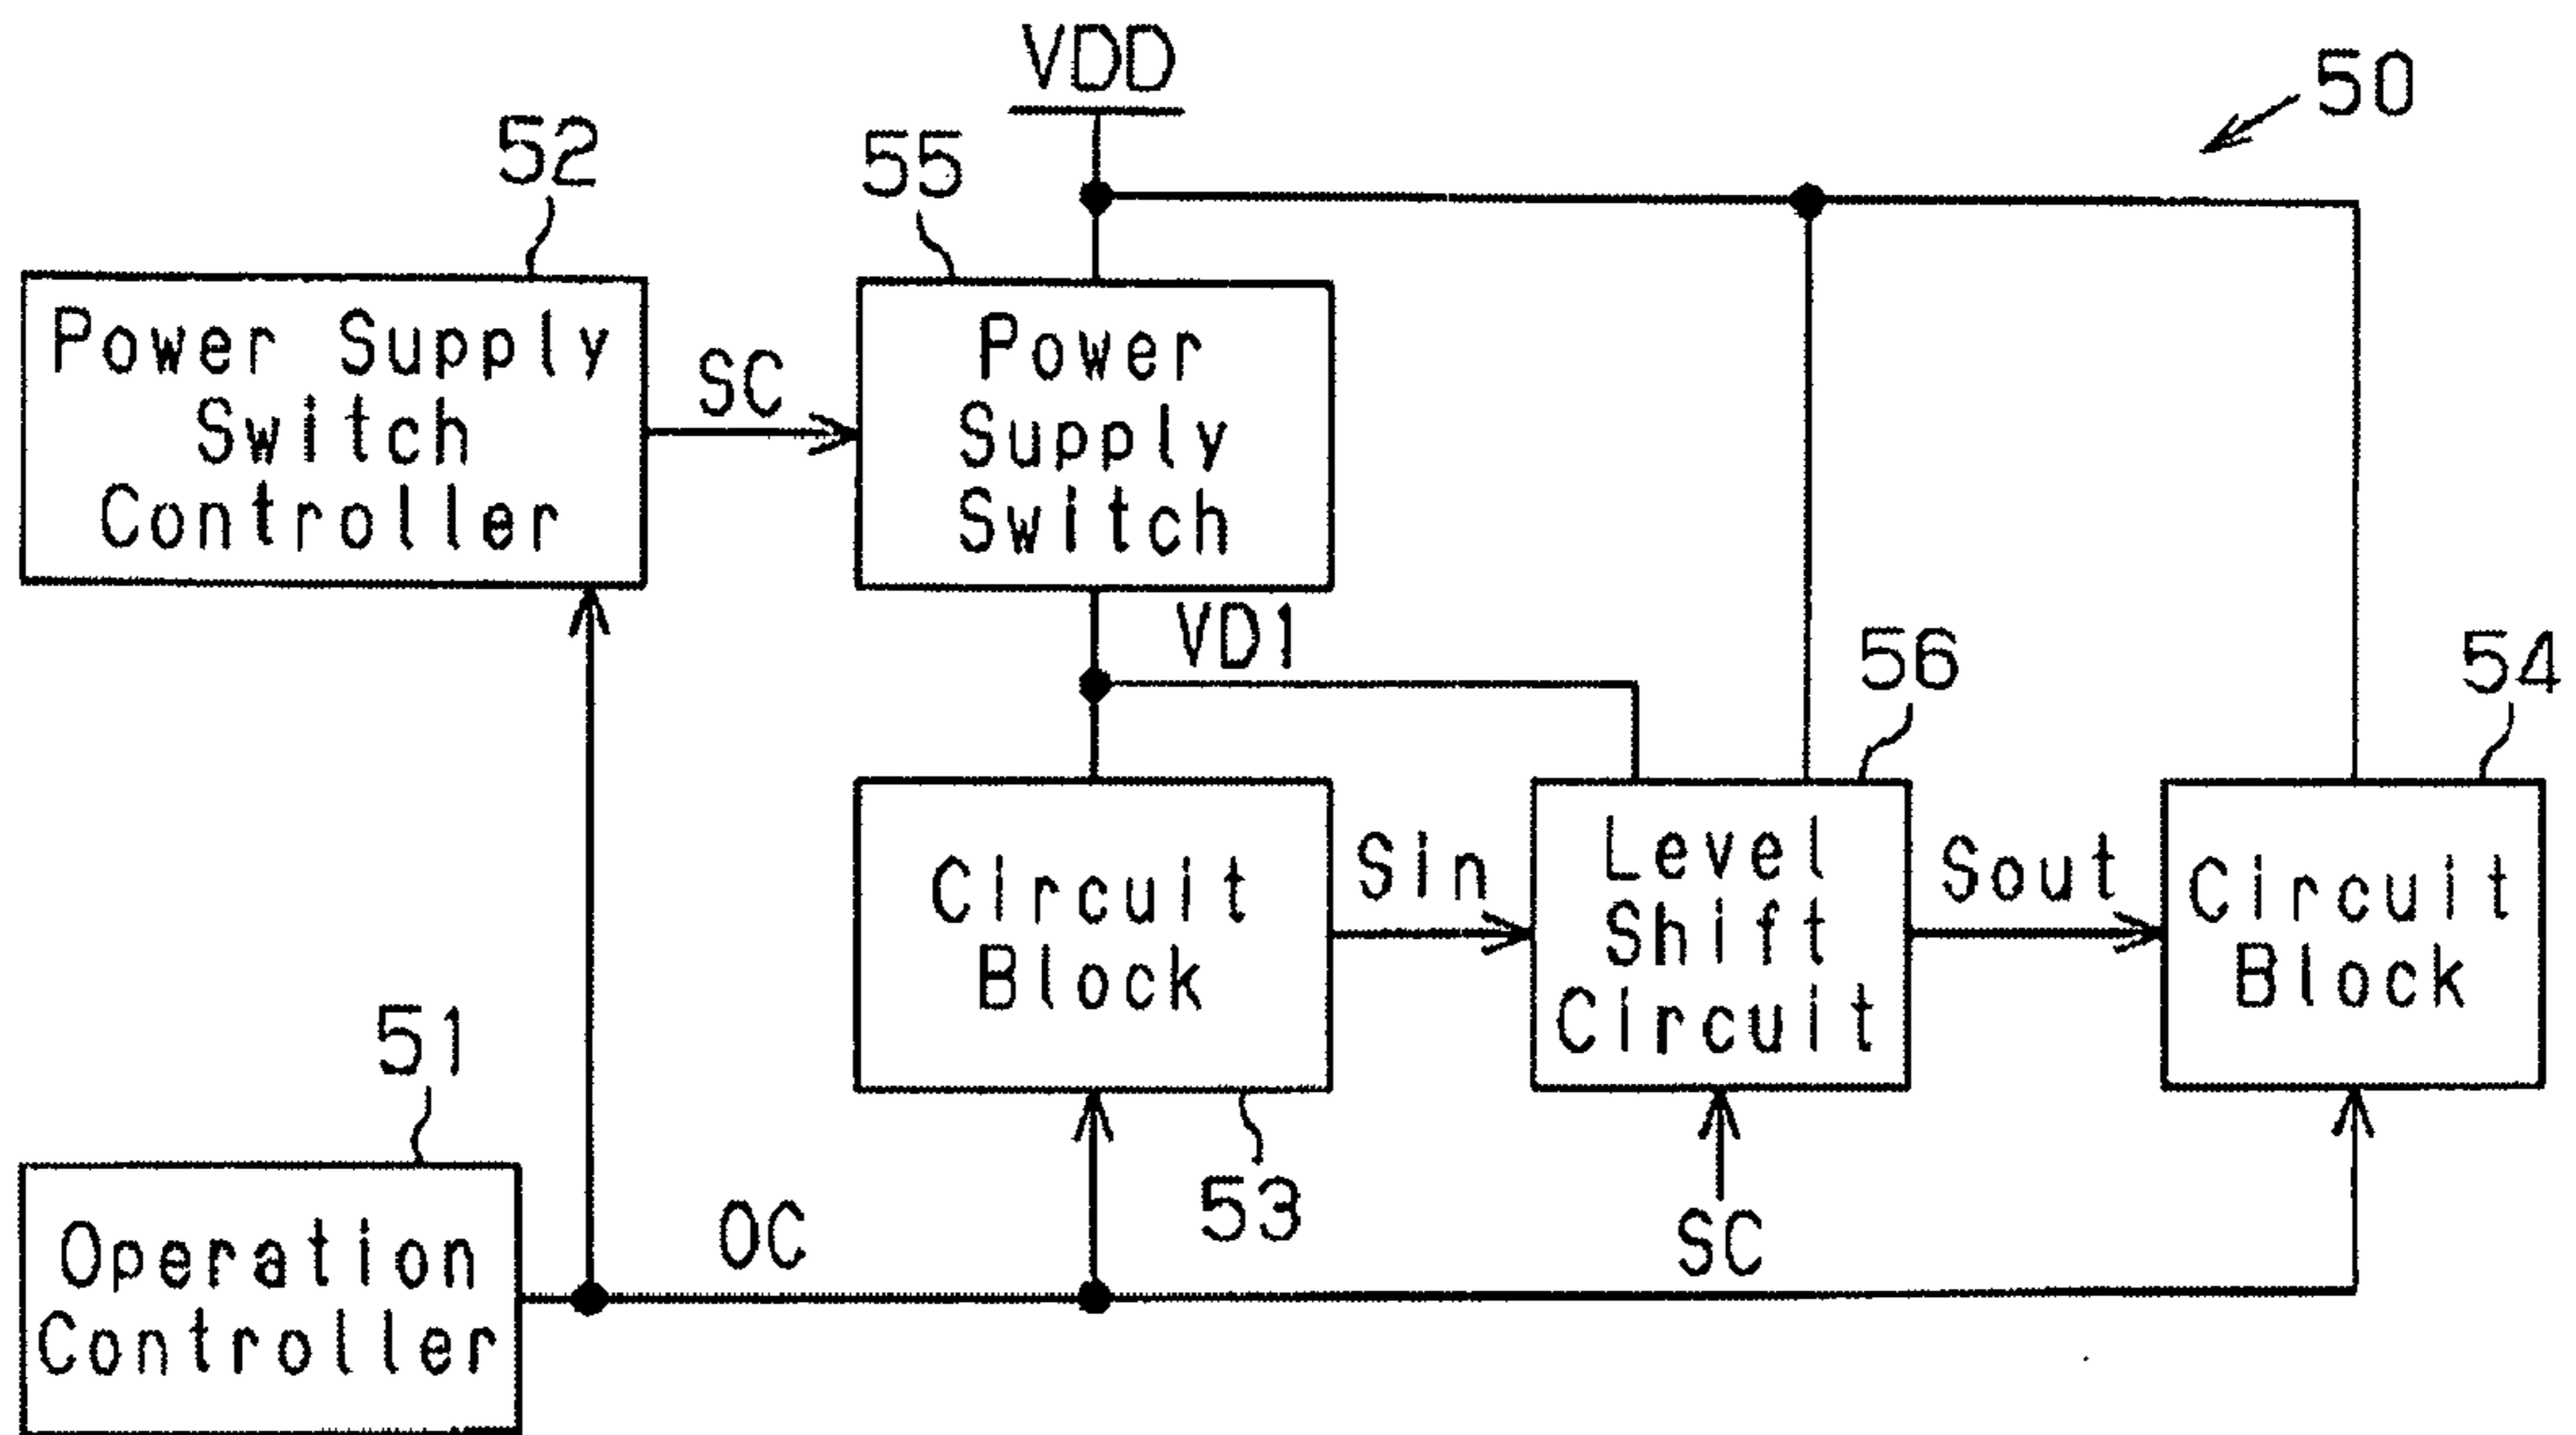 VDD
50
52
55
Power Supply
Switch
Controller
SC
Power
Supply
Switch
VD1
56
54
Circuit
Block
Sin
Level
Shift
Circuit
Sout
Circuit
Block
51
53
SC
OC
Operation
Controller